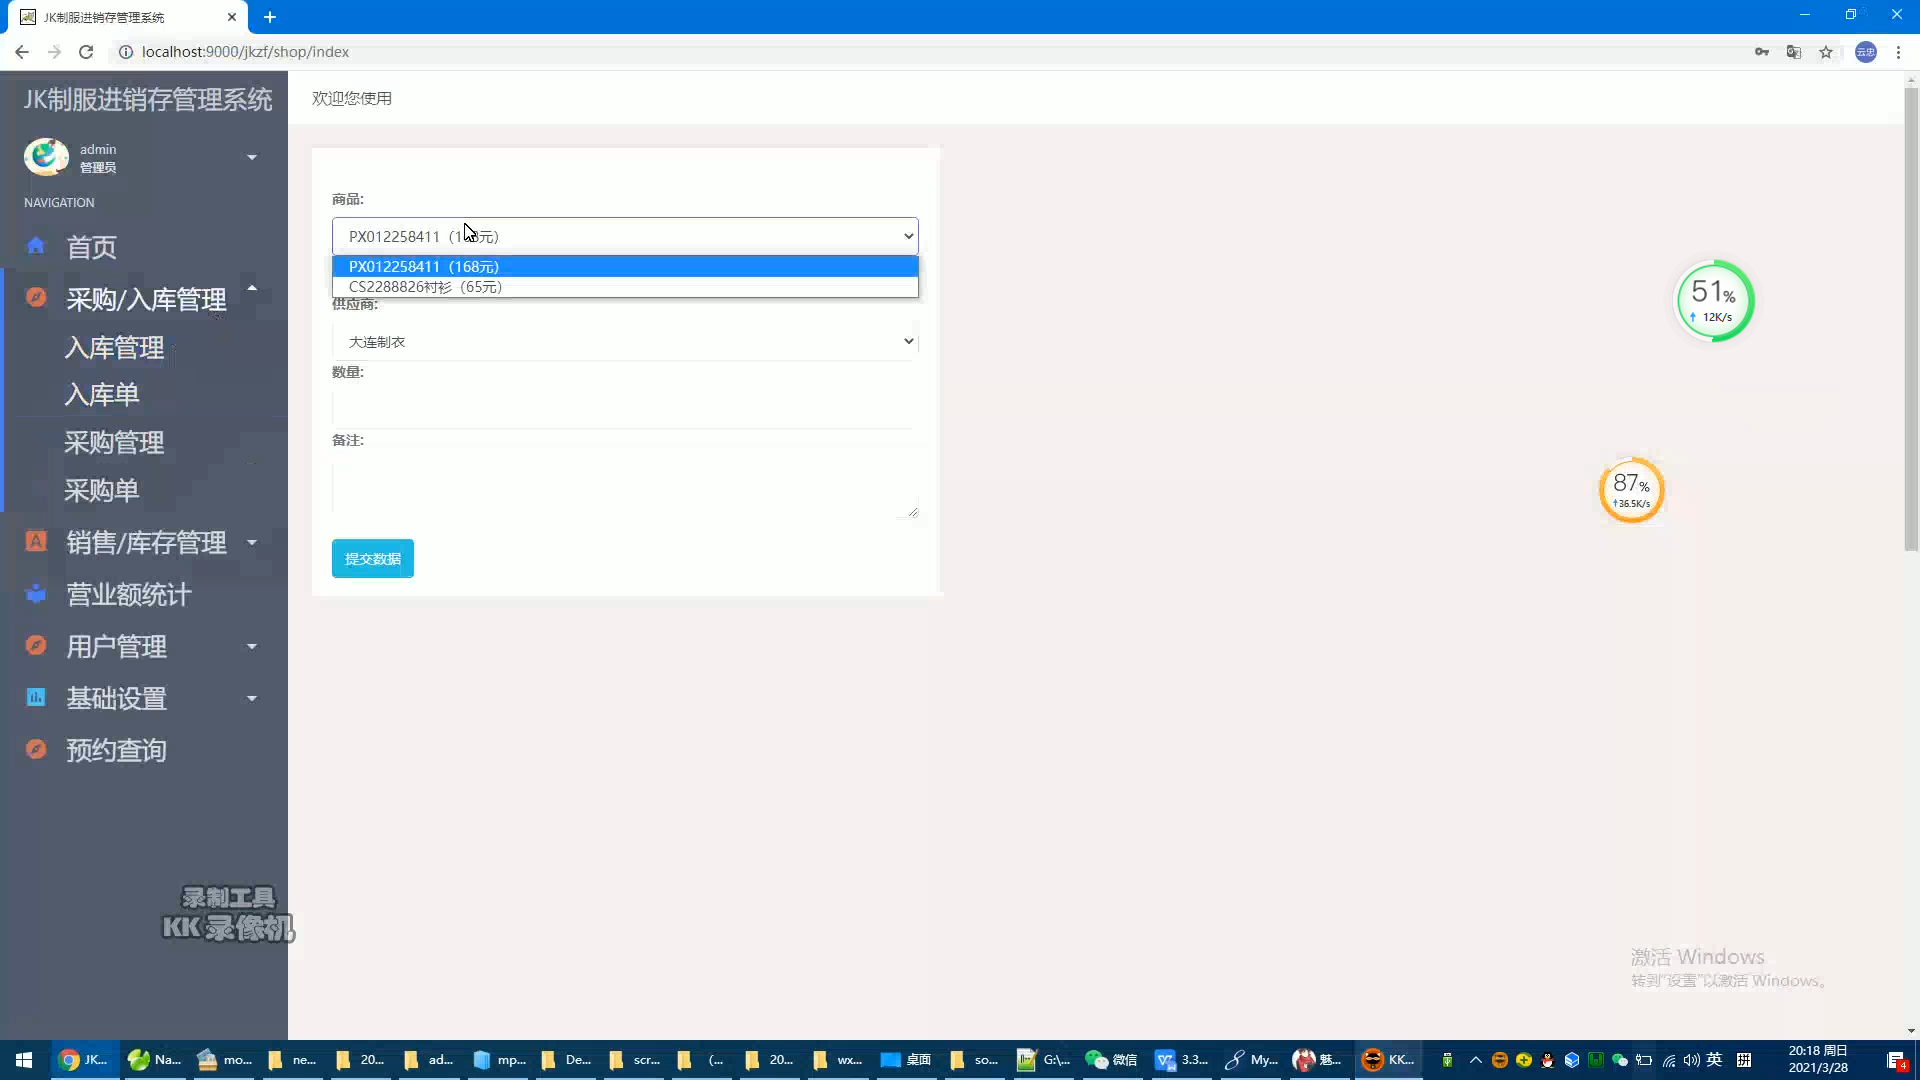 JK制服进销存管理系统
localhost:9000/jkzf/shop/index
云忠
JK制服进销存管理系统
欢迎您使用
admin
管理员
NAVIGATION
首页
采购/入库管理
入库管理
入库单
采购管理
采购单
销售/库存管理
营业额统计
用户管理
基础设置
预约查询
商品:
PX012258411（1
元）
PX012258411（168元）
CS2288826衬衫（65元）
供应商:
大连制衣
数量:
备注:
提交数据
51%
12K/s
87%
36.5K/s
录制工具
KK 录像机
激活 Windows
转到"设置"以激活 Windows。
JK...
Na...
mo...
ne...
20...
ad...
mp...
De...
scr...
(...
20...
wx...
桌面
so...
G:\...
微信
3.3...
My...
魅...
KK...
英
20:18 周日
2021/3/28
4